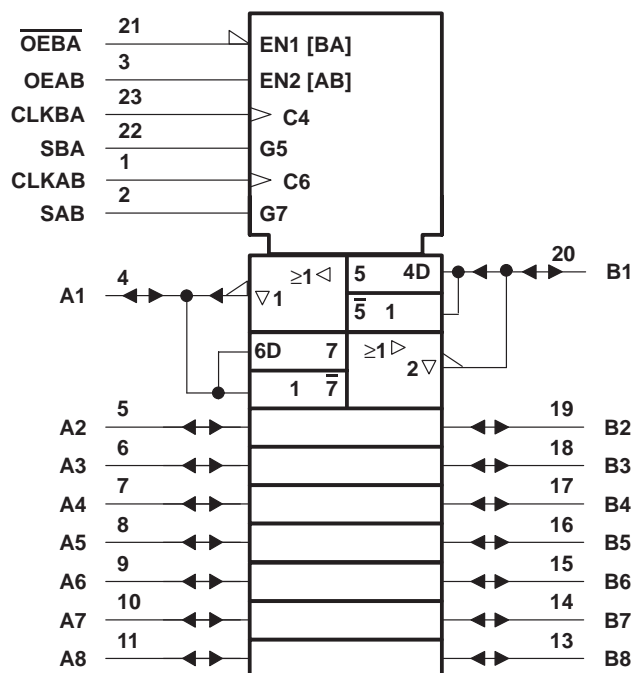 21
O̅E̅B̅A̅ EN1 [BA]
3
OEAB EN2 [AB]
23
CLKBA C4
22
SBA G5
1
CLKAB C6
2
SAB G7
4 ≥1 ◁ 5 4D 20
A1 ▽1 5̅ 1 B1
6D 7 ≥1 ▷
1 7̅ 2 ▽
5 19
A2 B2
6 18
A3 B3
7 17
A4 B4
8 16
A5 B5
9 15
A6 B6
10 14
A7 B7
11 13
A8 B8